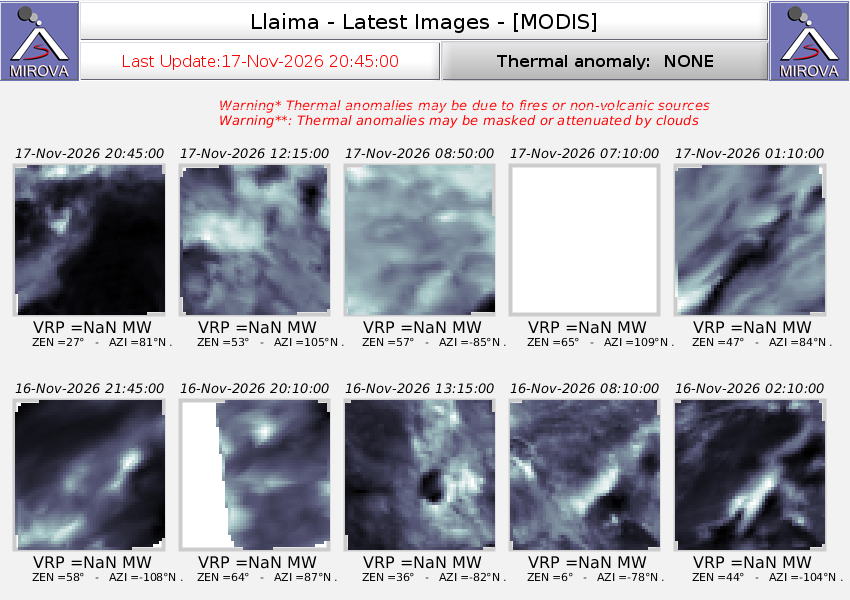 Llaima - Latest Images - [MODIS]
MIROVA
Last Update:17-Nov-2026 20:45:00
Thermal anomaly: NONE
MIROVA
Warning* Thermal anomalies may be due to fires or non-volcanic sources
Warning**: Thermal anomalies may be masked or attenuated by clouds
17-Nov-2026 20:45:00 17-Nov-2026 12:15:00 17-Nov-2026 08:50:00 17-Nov-2026 07:10:00 17-Nov-2026 01:10:00
VRP =NaN MW VRP =NaN MW VRP =NaN MW VRP =NaN MW VRP =NaN MW
ZEN =27° - AZI =81°N . ZEN =53° - AZI =105°N . ZEN =57° - AZI =-85°N . ZEN =65° - AZI =109°N . ZEN =47° - AZI =84°N .
16-Nov-2026 21:45:00 16-Nov-2026 20:10:00 16-Nov-2026 13:15:00 16-Nov-2026 08:10:00 16-Nov-2026 02:10:00
VRP =NaN MW VRP =NaN MW VRP =NaN MW VRP =NaN MW VRP =NaN MW
ZEN =58° - AZI =-108°N . ZEN =64° - AZI =87°N . ZEN =36° - AZI =-82°N . ZEN =6° - AZI =-78°N . ZEN =44° - AZI =-104°N .